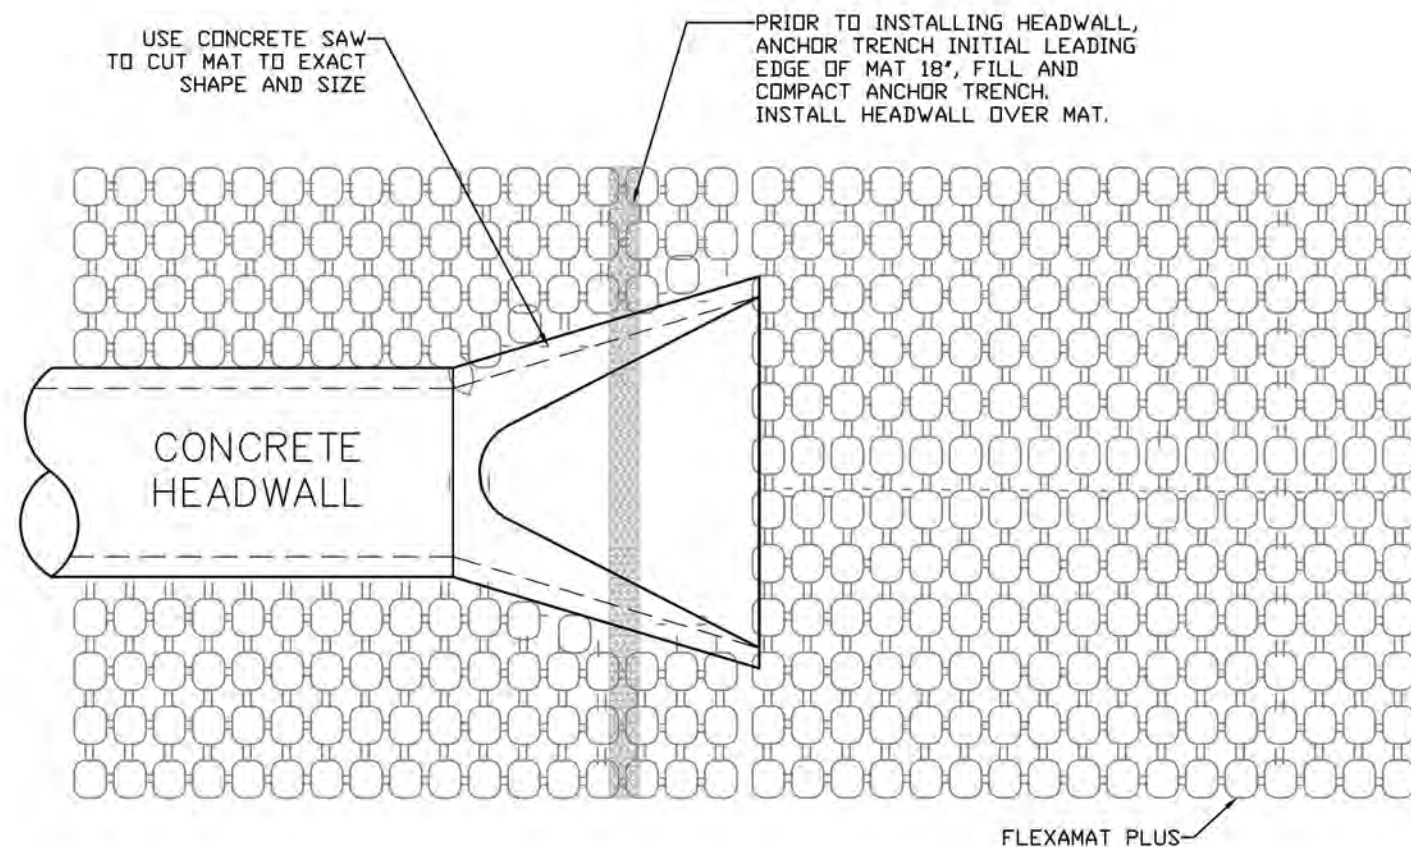 USE CONCRETE SAW
TO CUT MAT TO EXACT
SHAPE AND SIZE
PRIOR TO INSTALLING HEADWALL,
ANCHOR TRENCH INITIAL LEADING
EDGE OF MAT 18", FILL AND
COMPACT ANCHOR TRENCH.
INSTALL HEADWALL OVER MAT.
CONCRETE
HEADWALL
FLEXAMAT PLUS